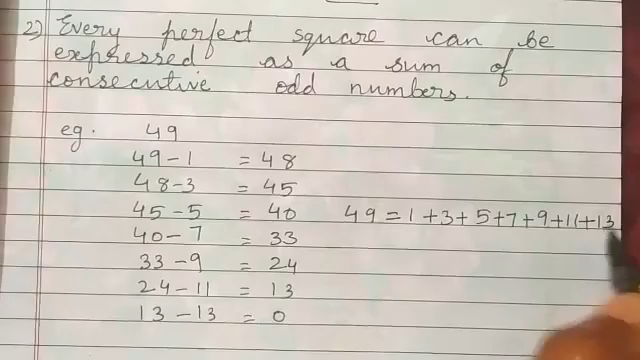 2) Every perfect square can be
expressed as a sum of
consecutive odd numbers.
eg. 49
49-1 = 48
48-3 = 45
45-5 = 40 49 = 1+3+5+7+9+11+13
40-7 = 33
33-9 = 24
24-11 = 13
13-13 = 0